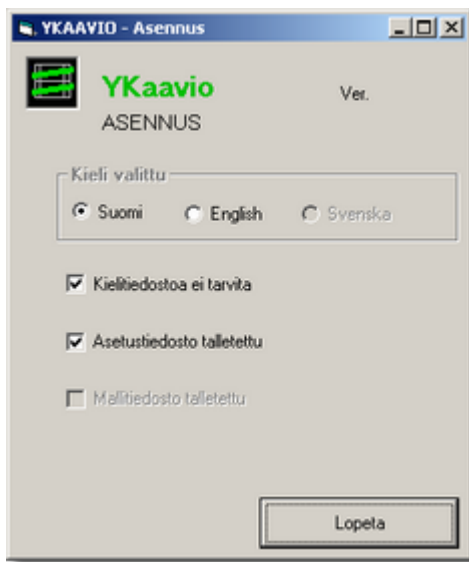 YKAAVIO - Asennus
YKaavio Ver.
ASENNUS
Kieli valittu
Suomi English Svenska
Kielitiedostoa ei tarvita
Asetustiedosto talletettu
Mallitiedosto talletettu
Lopeta